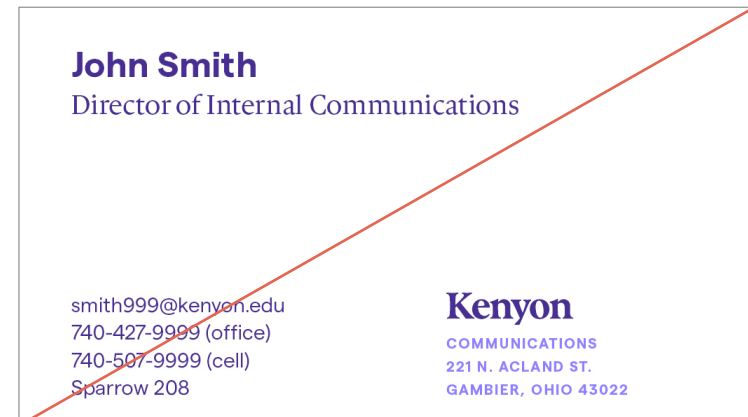 John Smith
Director of Internal Communications
smith999@kenyon.edu
740-427-9999 (office)
740-507-9999 (cell)
Sparrow 208
Kenyon
COMMUNICATIONS
221 N. ACLAND ST.
GAMBIER, OHIO 43022